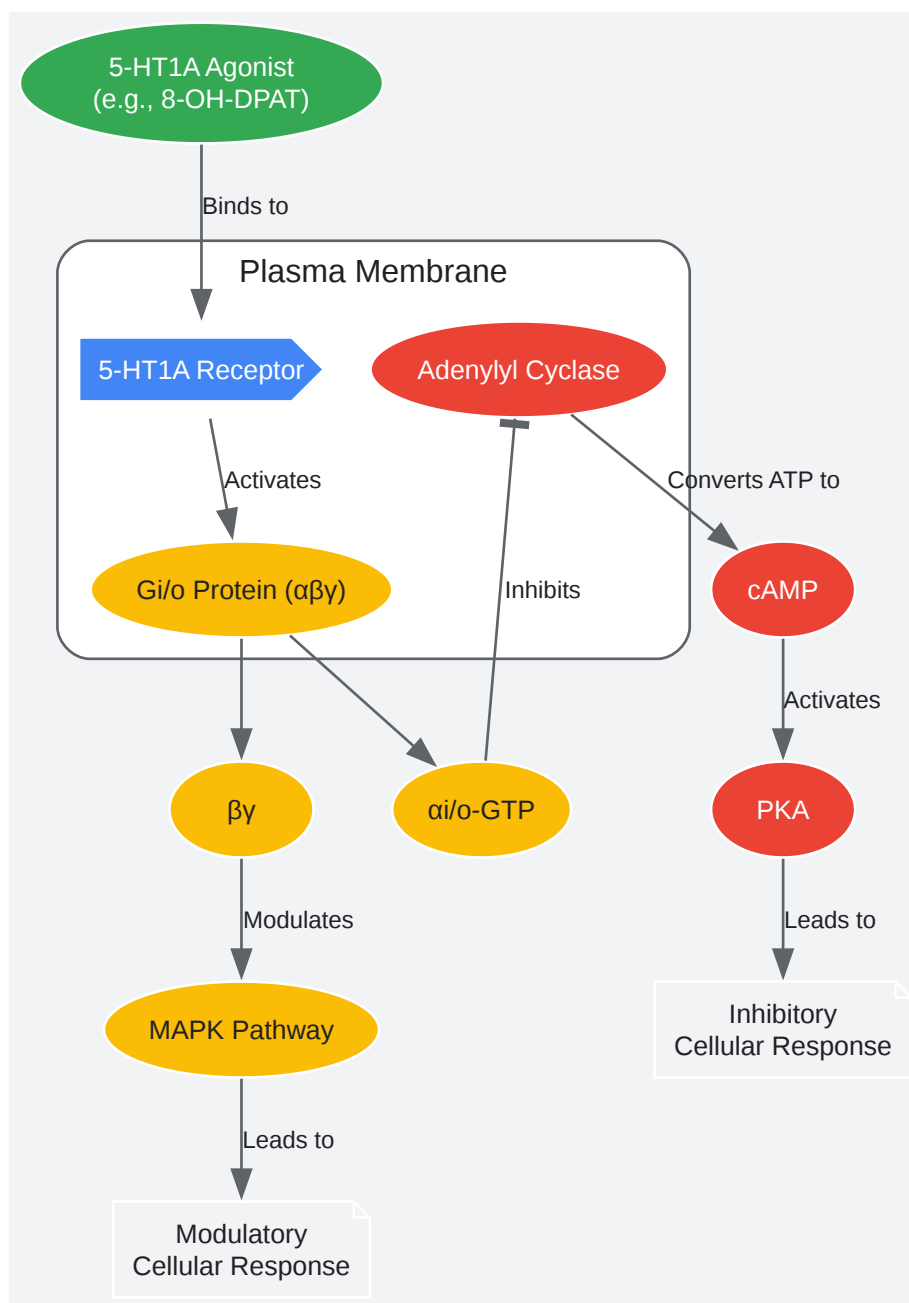 5-HT1A Agonist
(e.g., 8-OH-DPAT)
Binds to
Plasma Membrane
5-HT1A Receptor
Adenylyl Cyclase
Activates
Converts ATP to
Gi/o Protein (αβγ)
Inhibits
cAMP
Activates
βγ
αi/o-GTP
PKA
Modulates
Leads to
MAPK Pathway
Inhibitory
Cellular Response
Leads to
Modulatory
Cellular Response